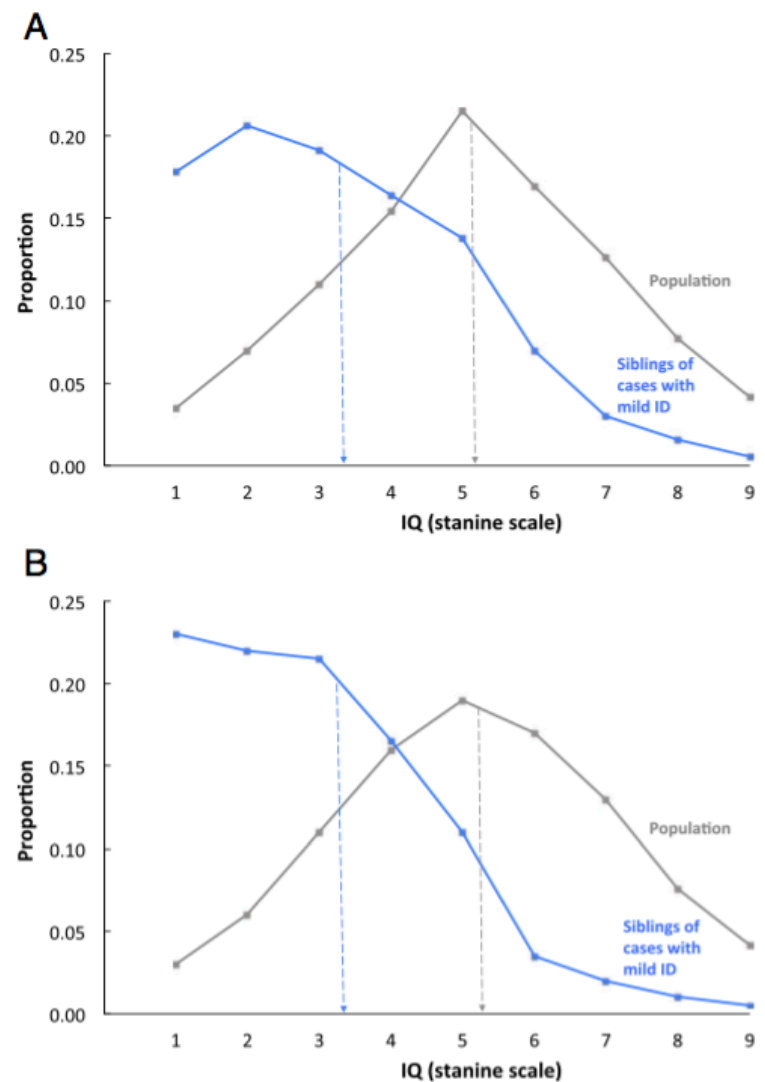 A
0.25
0.20
0.15
0.10
0.05
0.00
Proportion
Population
Siblings of
cases with
mild ID
1 2 3 4 5 6 7 8 9
IQ (stanine scale)
B
0.25
0.20
0.15
0.10
0.05
0.00
Proportion
Population
Siblings of
cases with
mild ID
1 2 3 4 5 6 7 8 9
IQ (stanine scale)